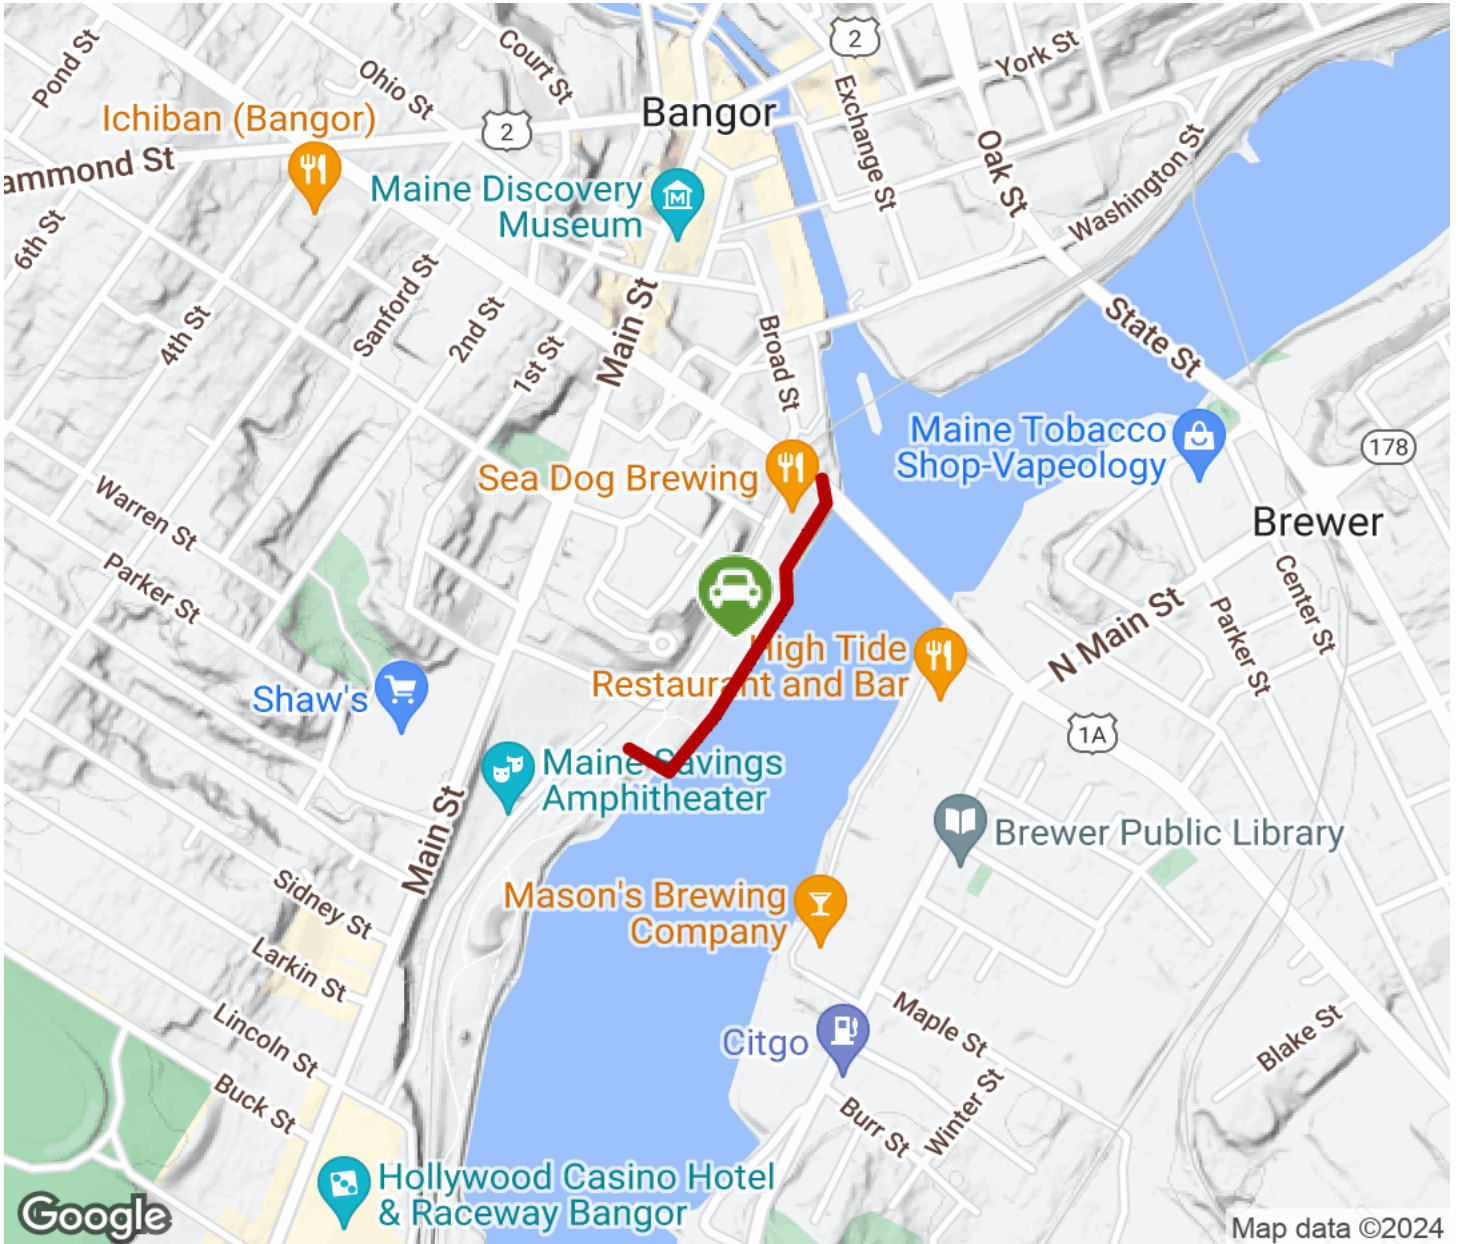 2
Court St
York St
Pond St
Ohio St
Bangor
Exchange St
Ichiban (Bangor)
2
Oak St
Washington St
ammond St
Maine Discovery
Museum
6th St
Sanford St
4th St
2nd St
Main St
State St
Broad St
1st St
Maine Tobacco
Shop-Vapeology
178
Sea Dog Brewing
Warren St
Brewer
Parker St
Center St
N Main St
Parker St
High Tide
Restaurant and Bar
Shaw's
1A
Maine Savings
Amphitheater
Main St
Brewer Public Library
Sidney St
Mason's Brewing
Company
Larkin St
Lincoln St
Maple St
Citgo
Blake St
Buck St
Burr St
Winter St
Hollywood Casino Hotel
& Raceway Bangor
Google
Map data ©2024